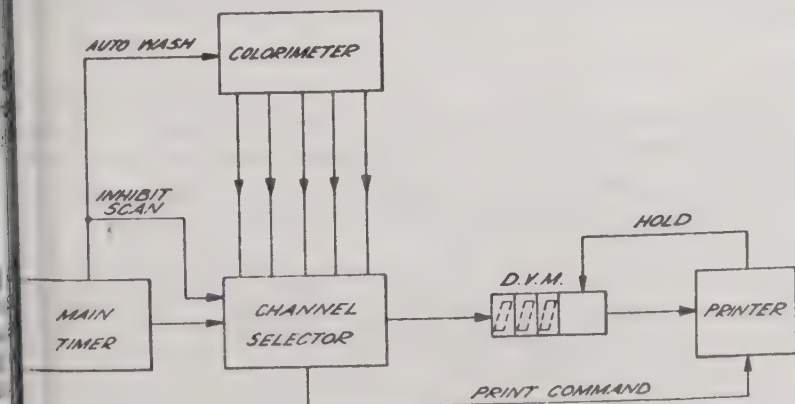 AUTO WASH
COLORIMETER
INHIBIT
SCAN
HOLD
D.V.M.
MAIN
TIMER
CHANNEL
SELECTOR
PRINTER
PRINT COMMAND